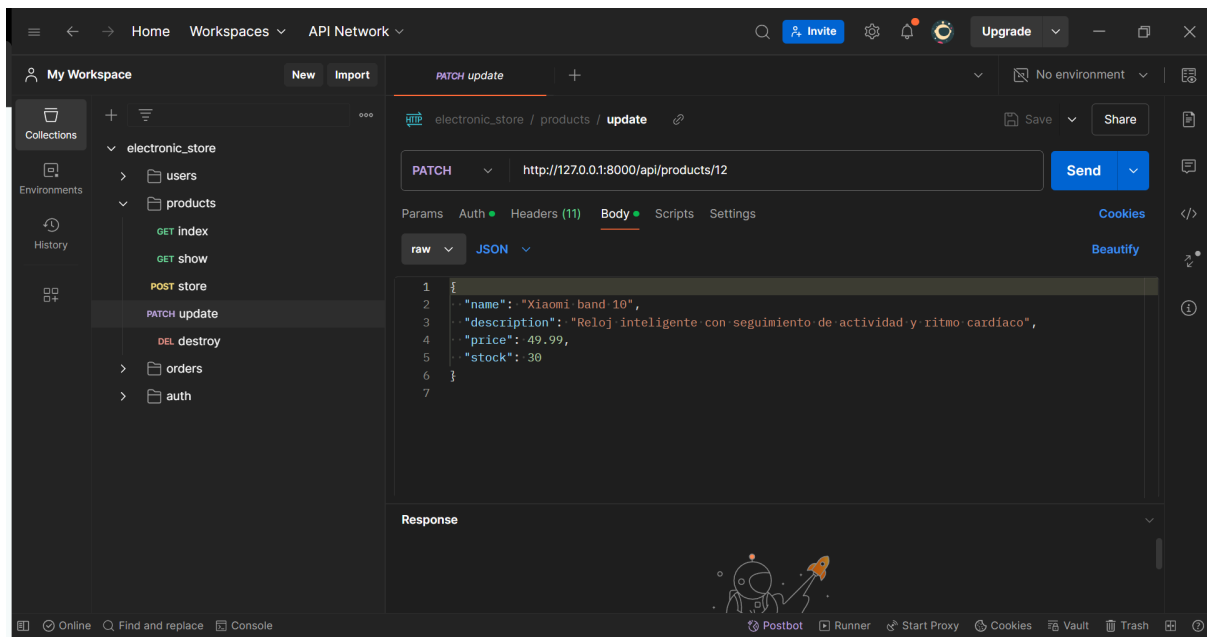 Home Workspaces API Network Invite Upgrade
My Workspace New Import PATCH update No environment
Collections
Environments
History
electronic_store
users
products
GET index
GET show
POST store
PATCH update
DEL destroy
orders
auth
HTTP electronic_store / products / update Save Share
PATCH http://127.0.0.1:8000/api/products/12 Send
Params Auth Headers (11) Body Scripts Settings Cookies
raw JSON Beautify
1 {
2 "name": "Xiaomi band 10",
3 "description": "Reloj inteligente con seguimiento de actividad y ritmo cardíaco",
4 "price": 49.99,
5 "stock": 30
6 }
7
Response
Online Find and replace Console Postbot Runner Start Proxy Cookies Vault Trash